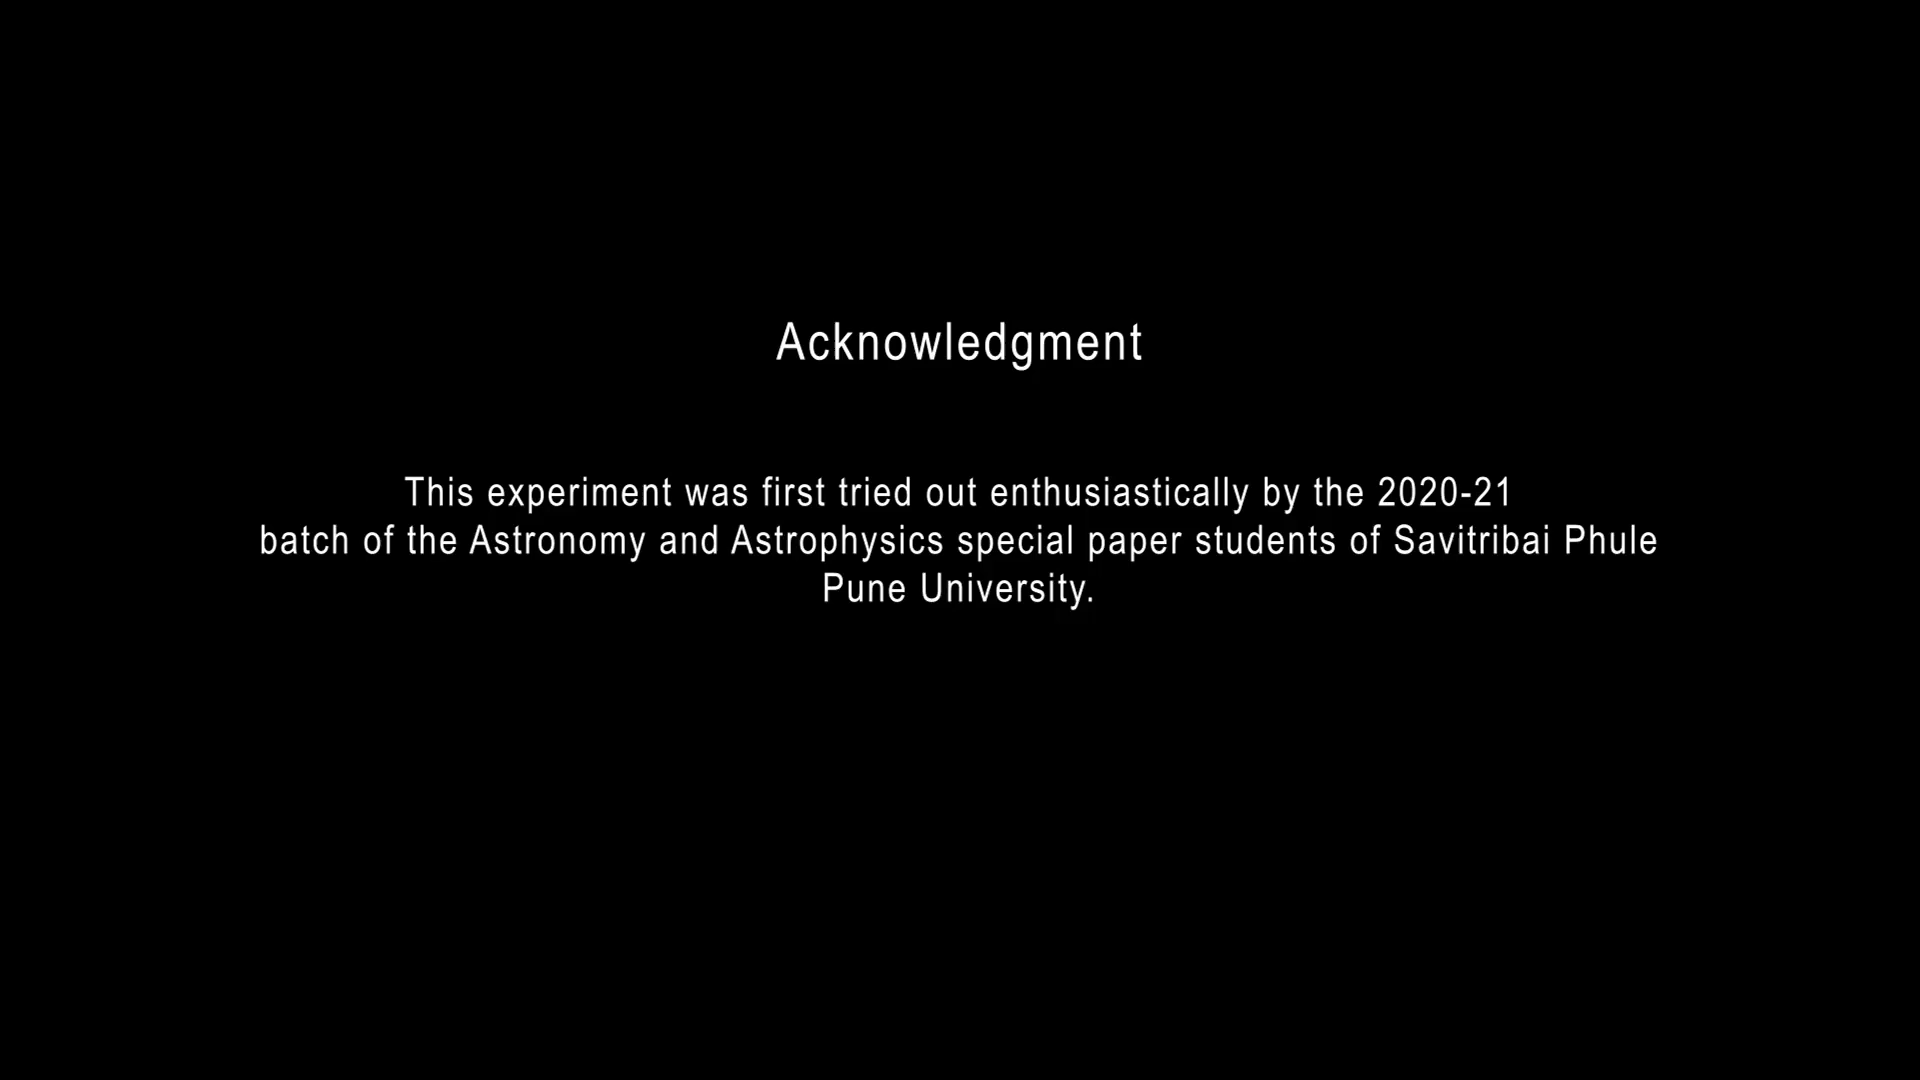 Acknowledgment
This experiment was first tried out enthusiastically by the 2020-21
batch of the Astronomy and Astrophysics special paper students of Savitribai Phule
Pune University.